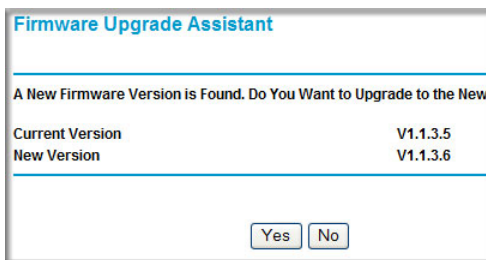 Firmware Upgrade Assistant
A New Firmware Version is Found. Do You Want to Upgrade to the New
Current Version V1.1.3.5
New Version V1.1.3.6
Yes No